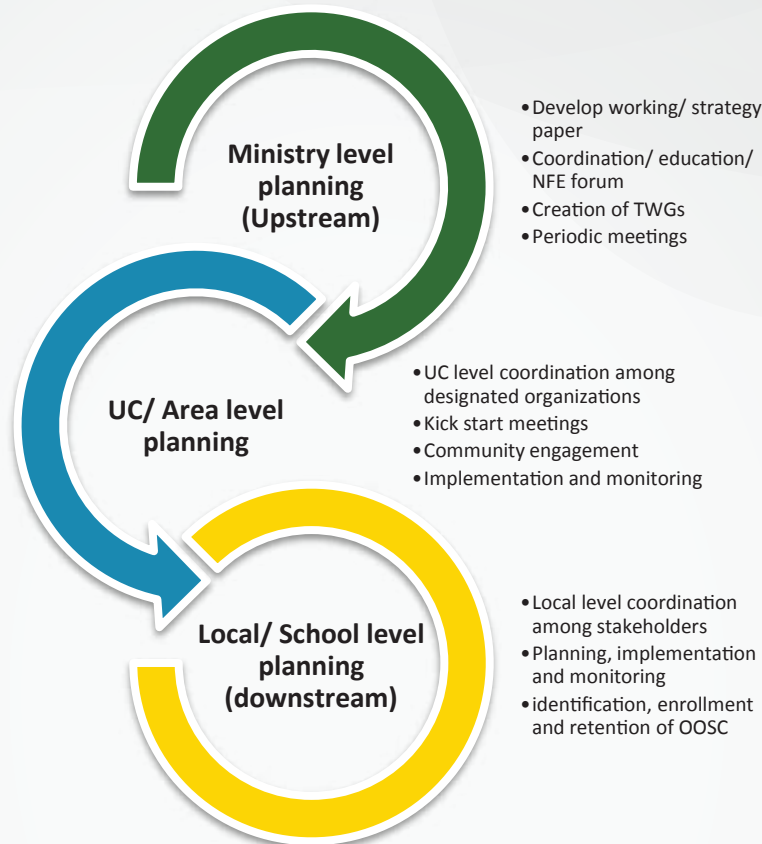 Ministry level
planning
(Upstream)
•Develop working/ strategy
paper
•Coordination/ education/
NFE forum
•Creation of TWGs
•Periodic meetings
UC/ Area level
planning
•UC level coordination among
designated organizations
•Kick start meetings
•Community engagement
•Implementation and monitoring
Local/ School level
planning
(downstream)
•Local level coordination
among stakeholders
•Planning, implementation
and monitoring
•identification, enrollment
and retention of OOSC